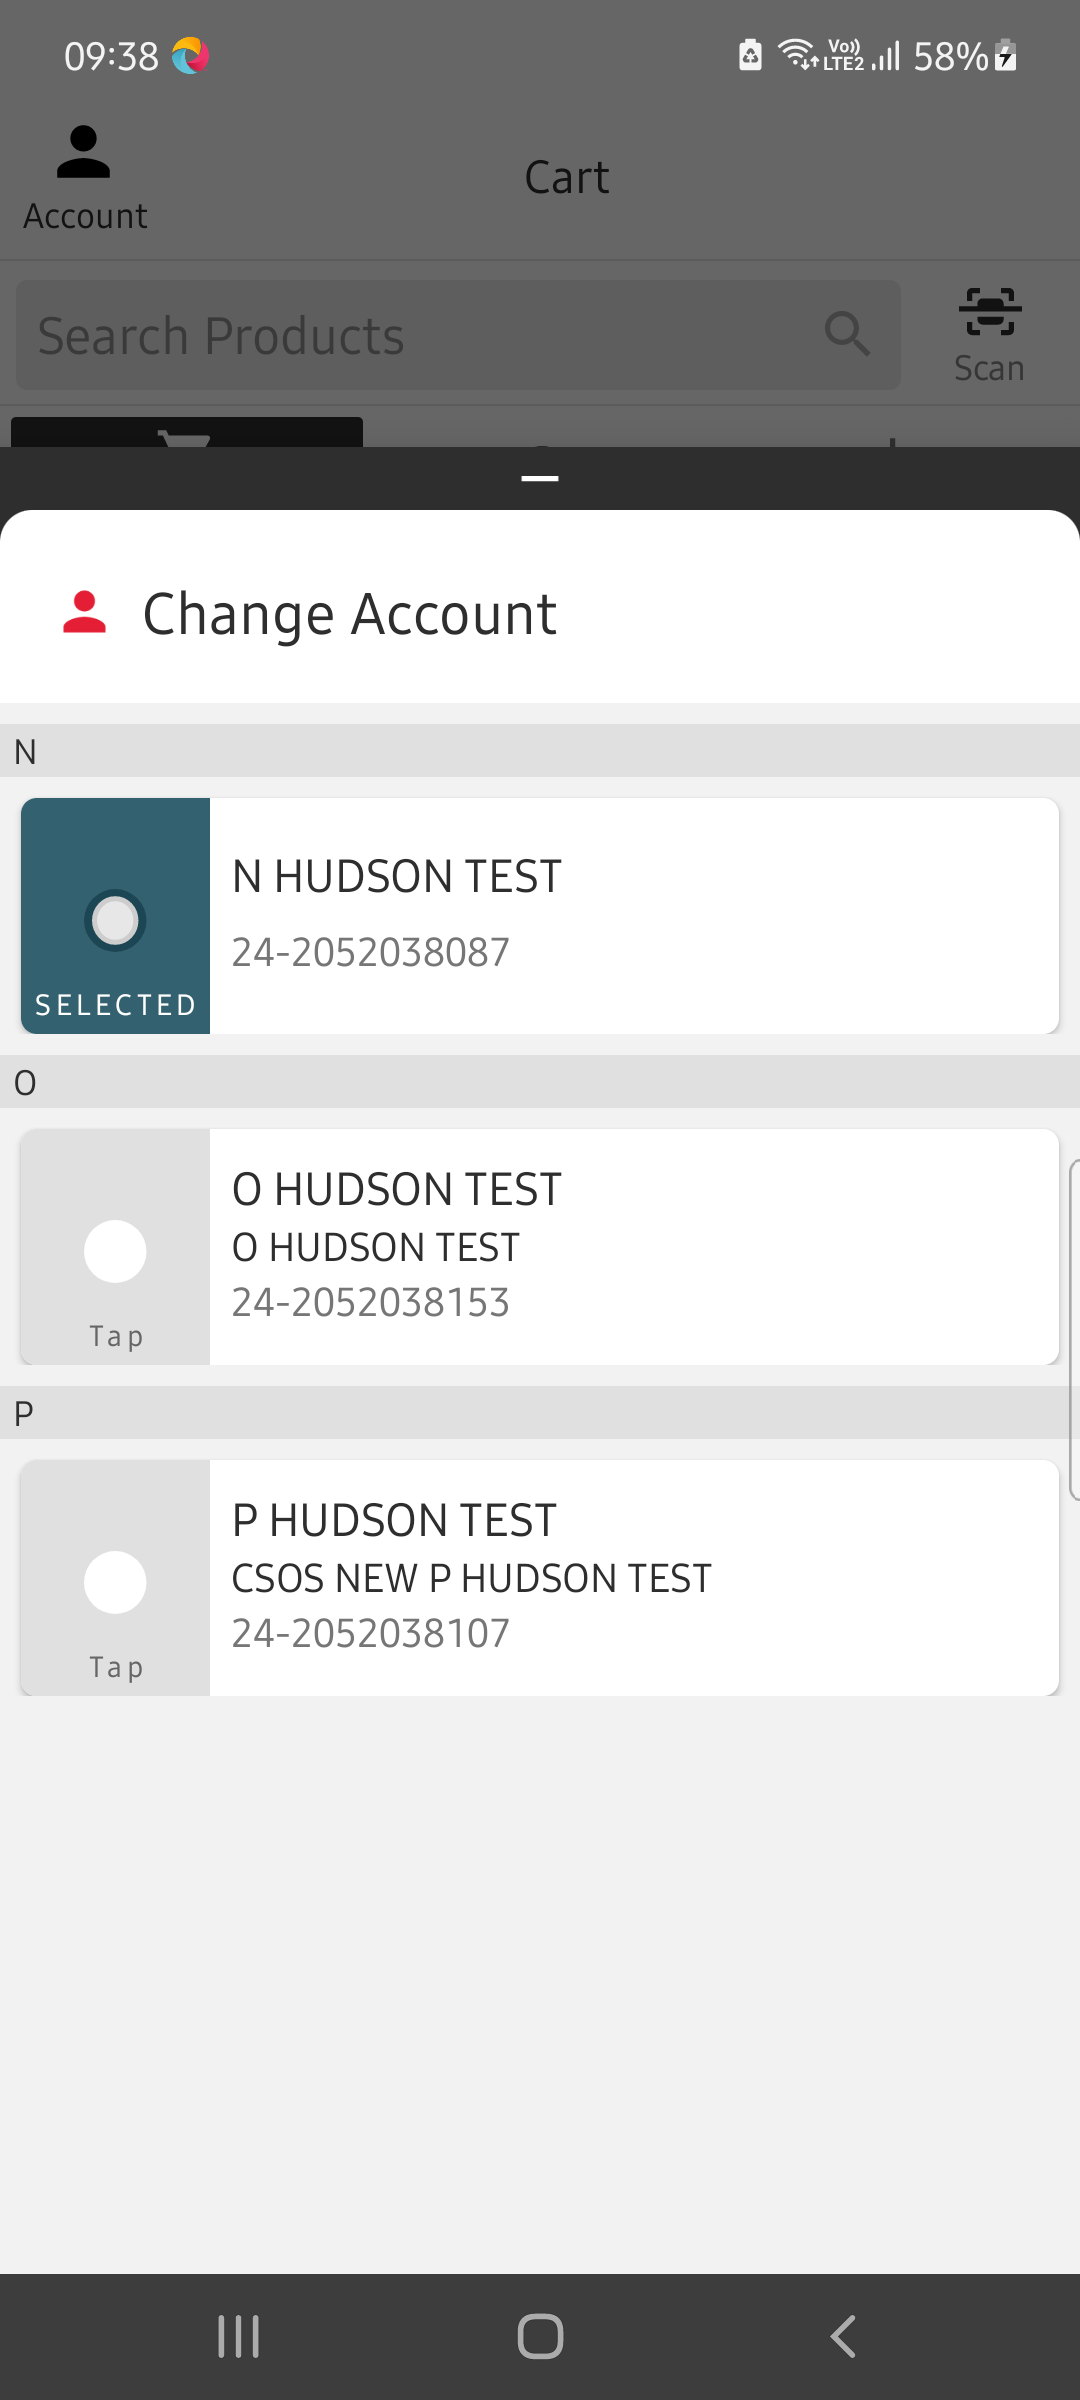 09:38
Vo))
LTE2
58%
Account
Cart
Search Products
Scan
Change Account
N
N HUDSON TEST
24-2052038087
SELECTED
O
O HUDSON TEST
O HUDSON TEST
24-2052038153
Tap
P
P HUDSON TEST
CSOS NEW P HUDSON TEST
24-2052038107
Tap